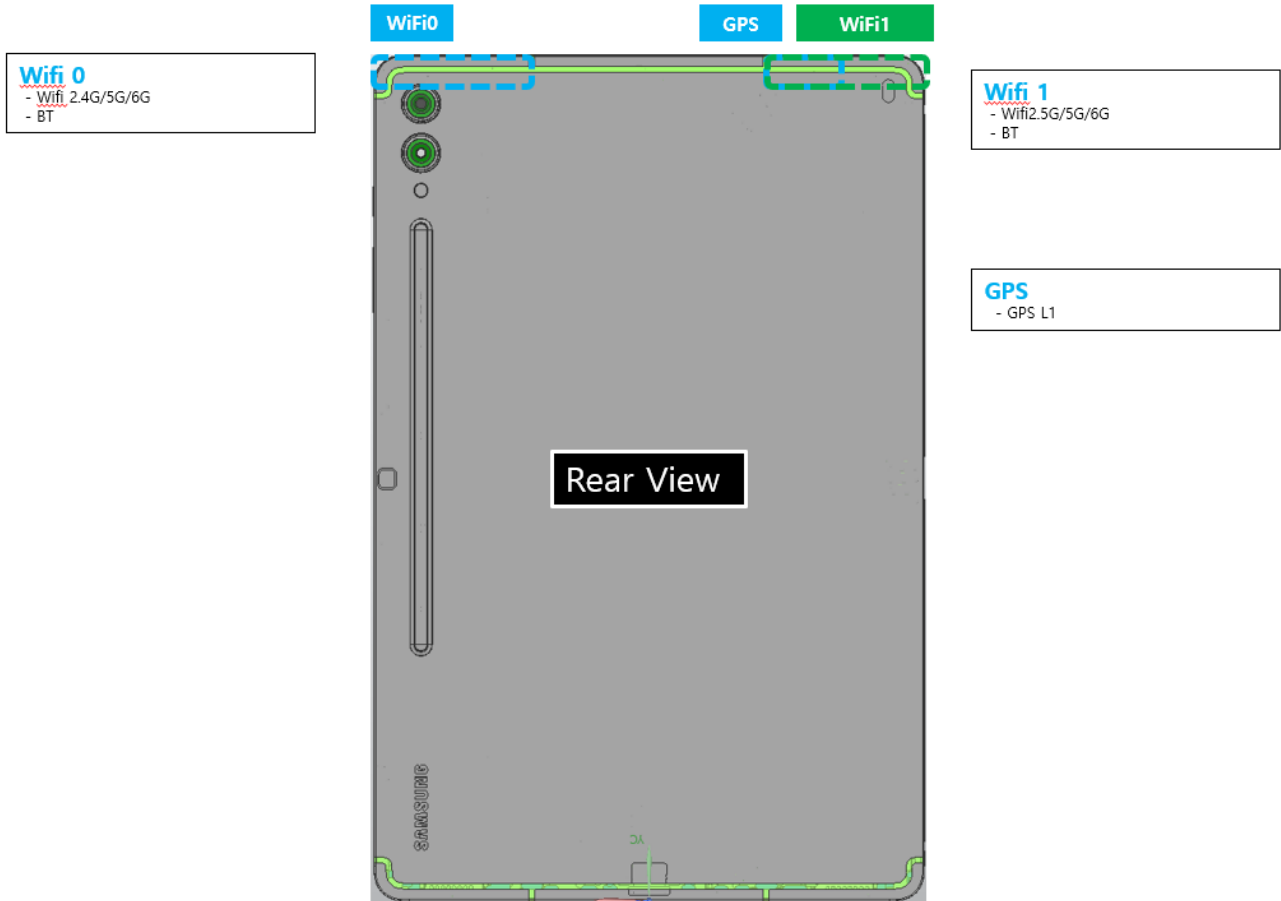 WiFi0
GPS
WiFi1
Wifi 0
- Wifi 2.4G/5G/6G
- BT
Wifi 1
- Wifi2.5G/5G/6G
- BT
GPS
- GPS L1
Rear View
SAMSUNG
YC